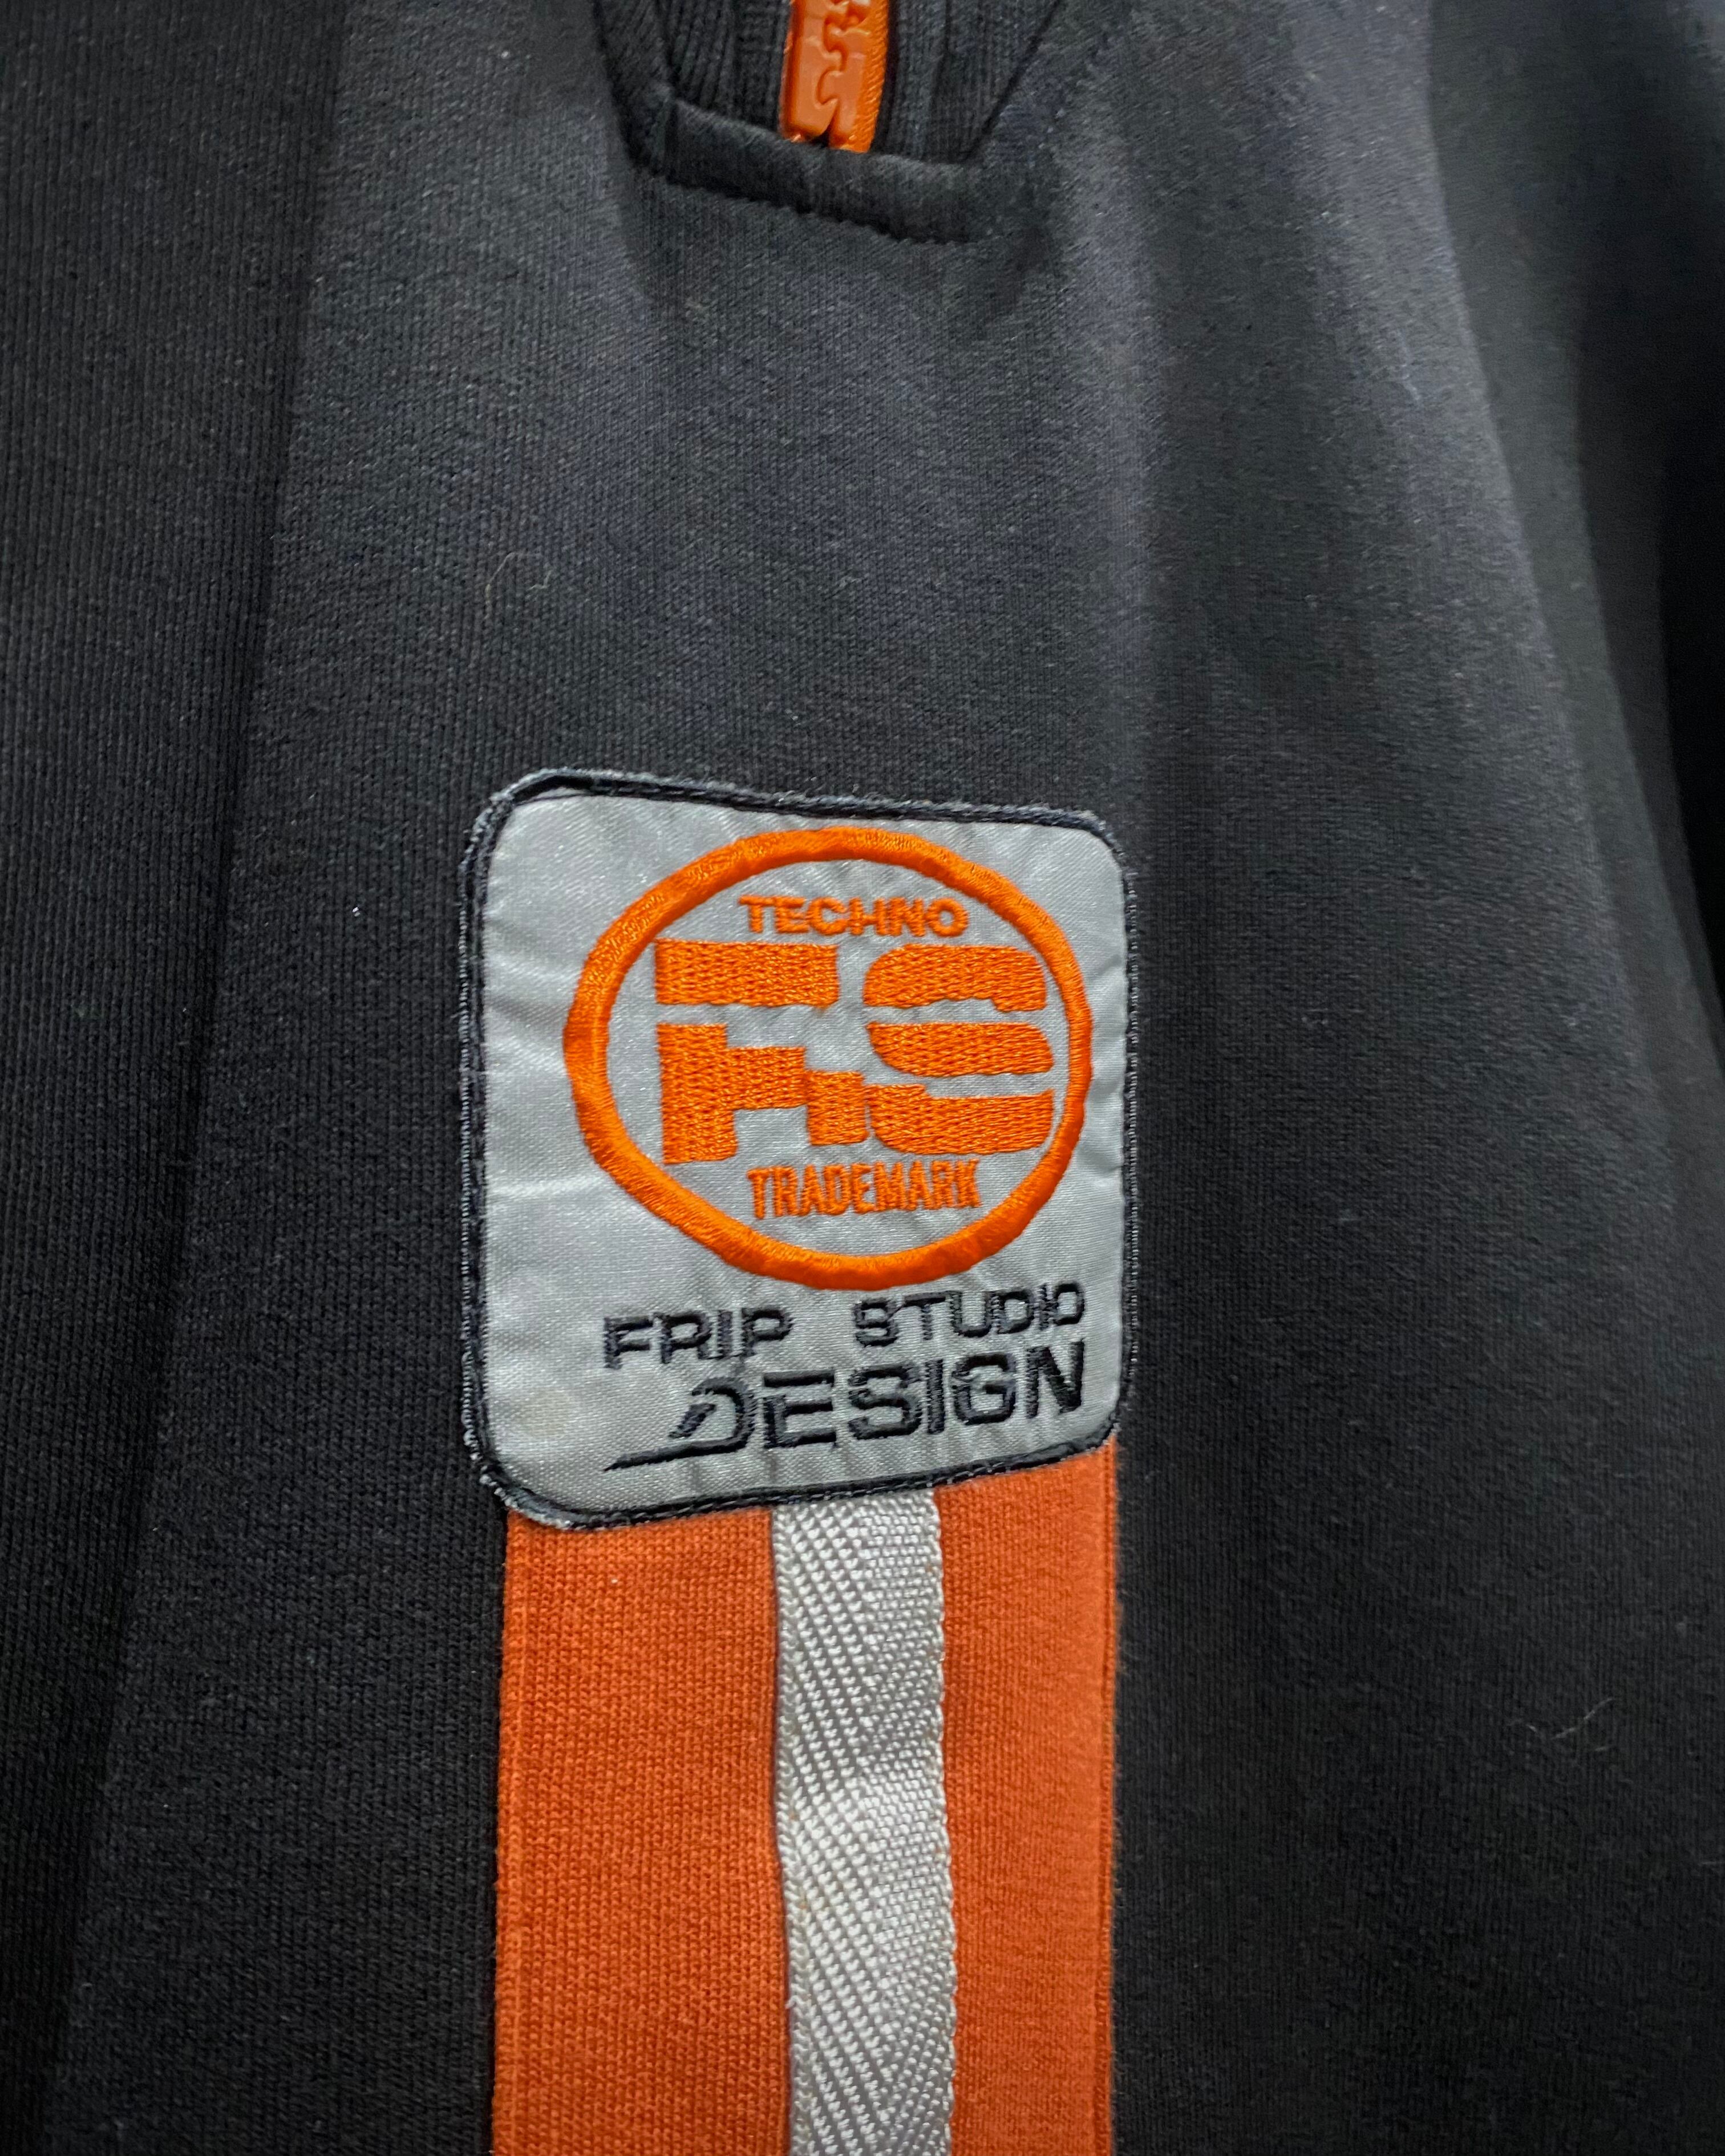 TECHNO
FS
TRADEMARK
FRIP STUDIO
DESIGN